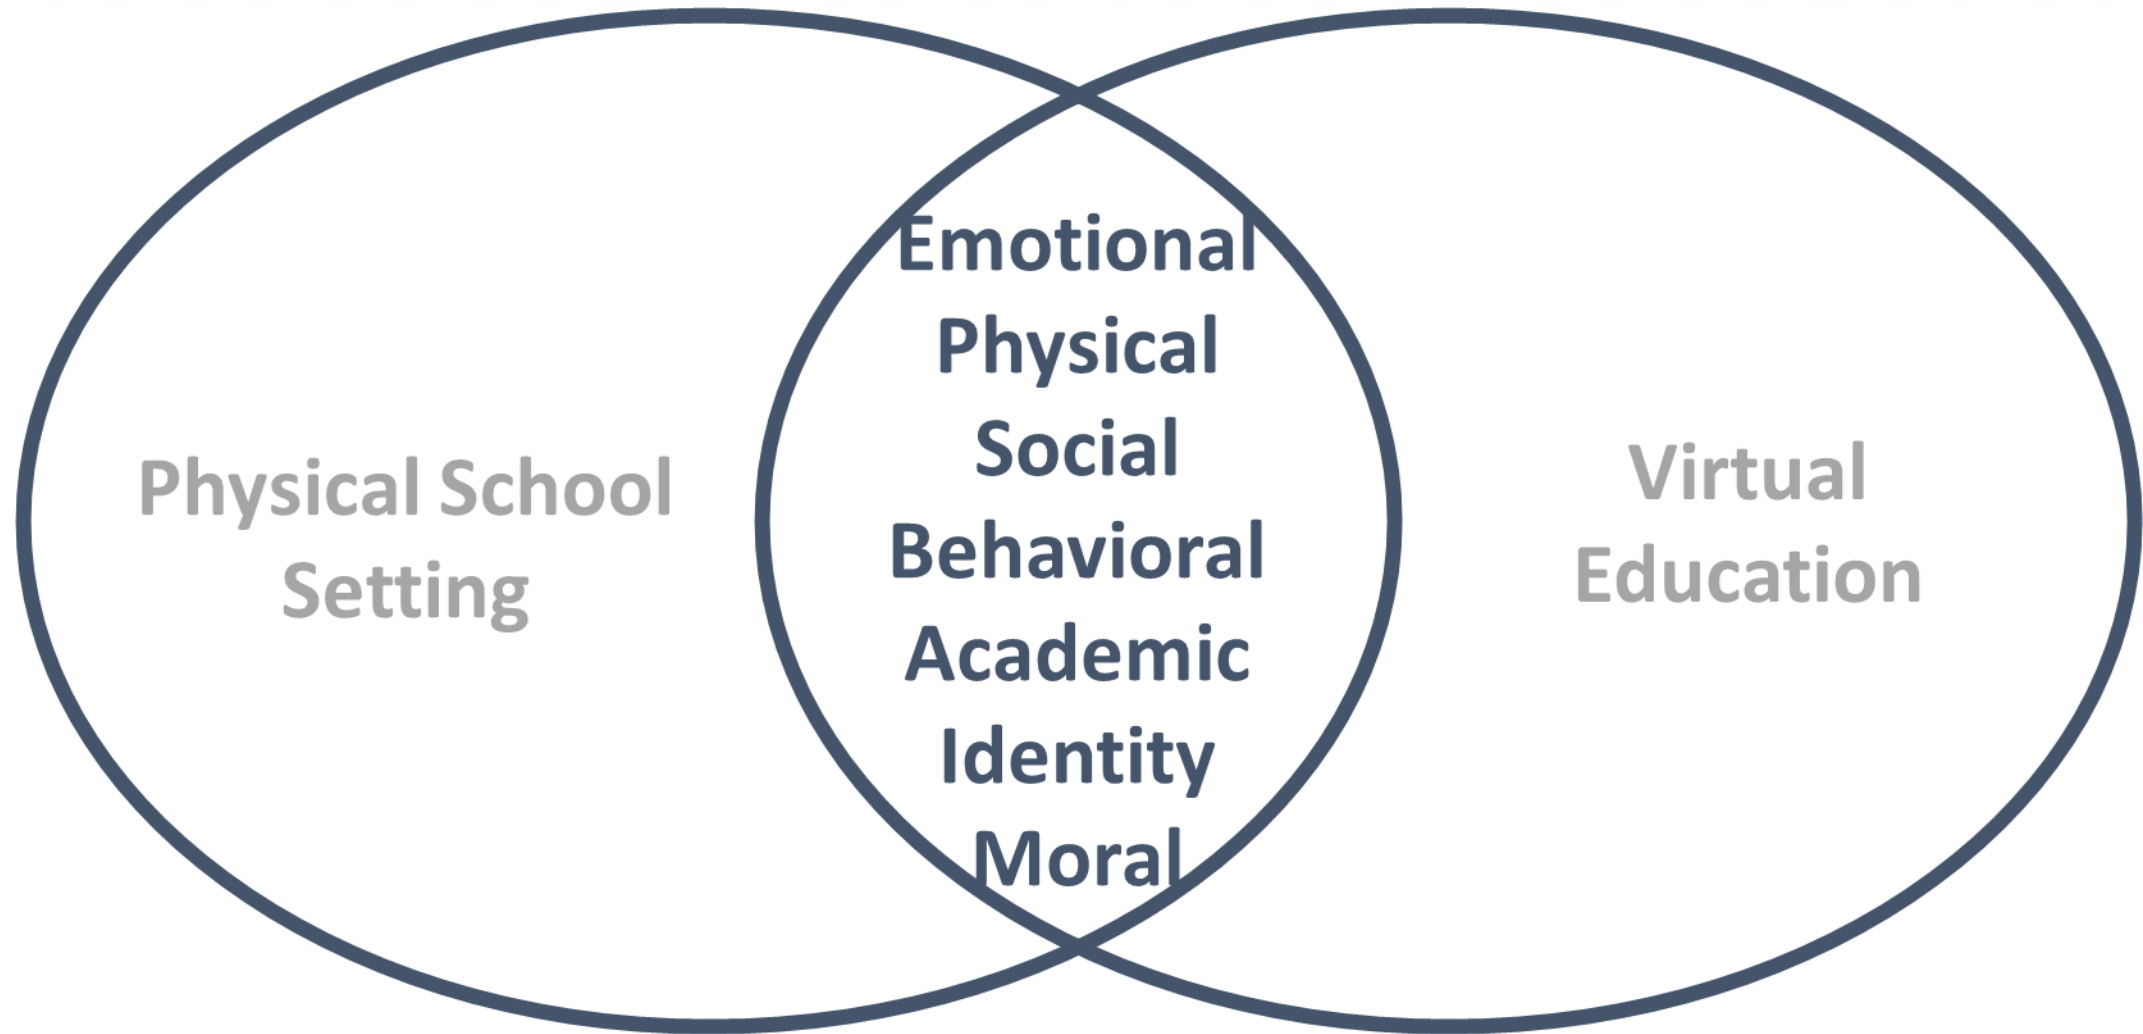 Physical School
Setting
Emotional
Physical
Social
Behavioral
Academic
Identity
Moral
Virtual
Education